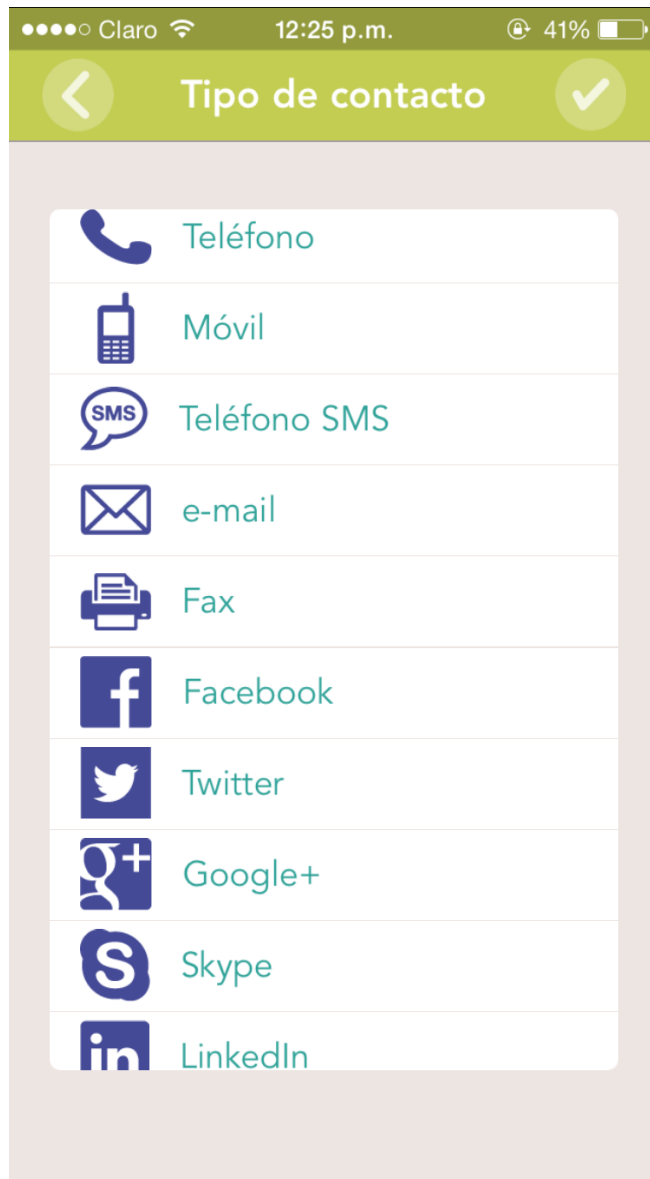 Claro 12:25 p.m. 41%
Tipo de contacto
Teléfono
Móvil
SMS Teléfono SMS
e-mail
Fax
f Facebook
Twitter
g+ Google+
S Skype
in LinkedIn